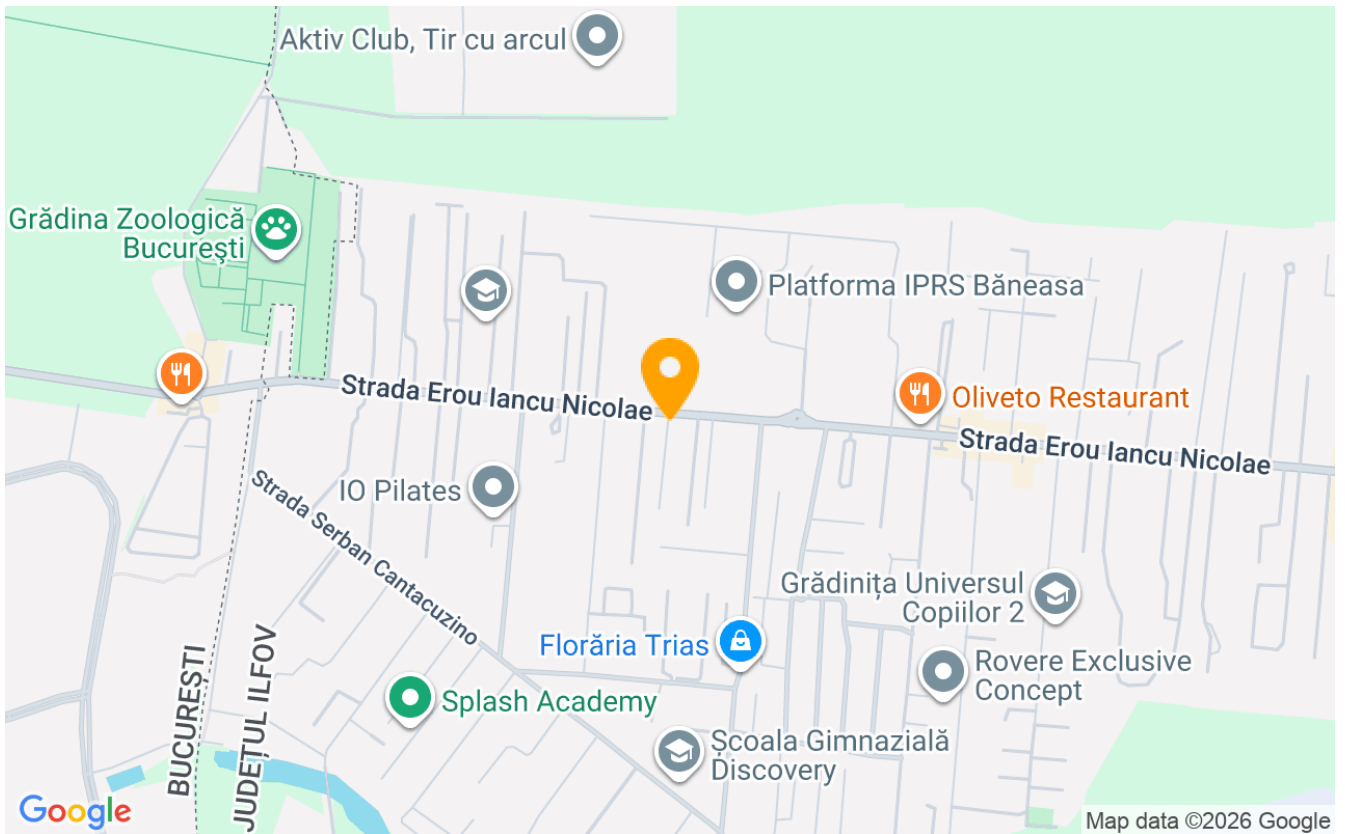 Aktiv Club, Tir cu arcul
Grădina Zoologică
București
Platforma IPRS Băneasa
Strada Erou Iancu Nicolae
Oliveto Restaurant
Strada Erou Iancu Nicolae
IO Pilates
Strada Serban Cantacuzino
Grădinița Universul
Copiilor 2
Florăria Trias
Rovere Exclusive
Concept
Splash Academy
BUCUREȘTI
JUDEȚUL ILFOV
Școala Gimnazială
Discovery
Google
Map data ©2026 Google